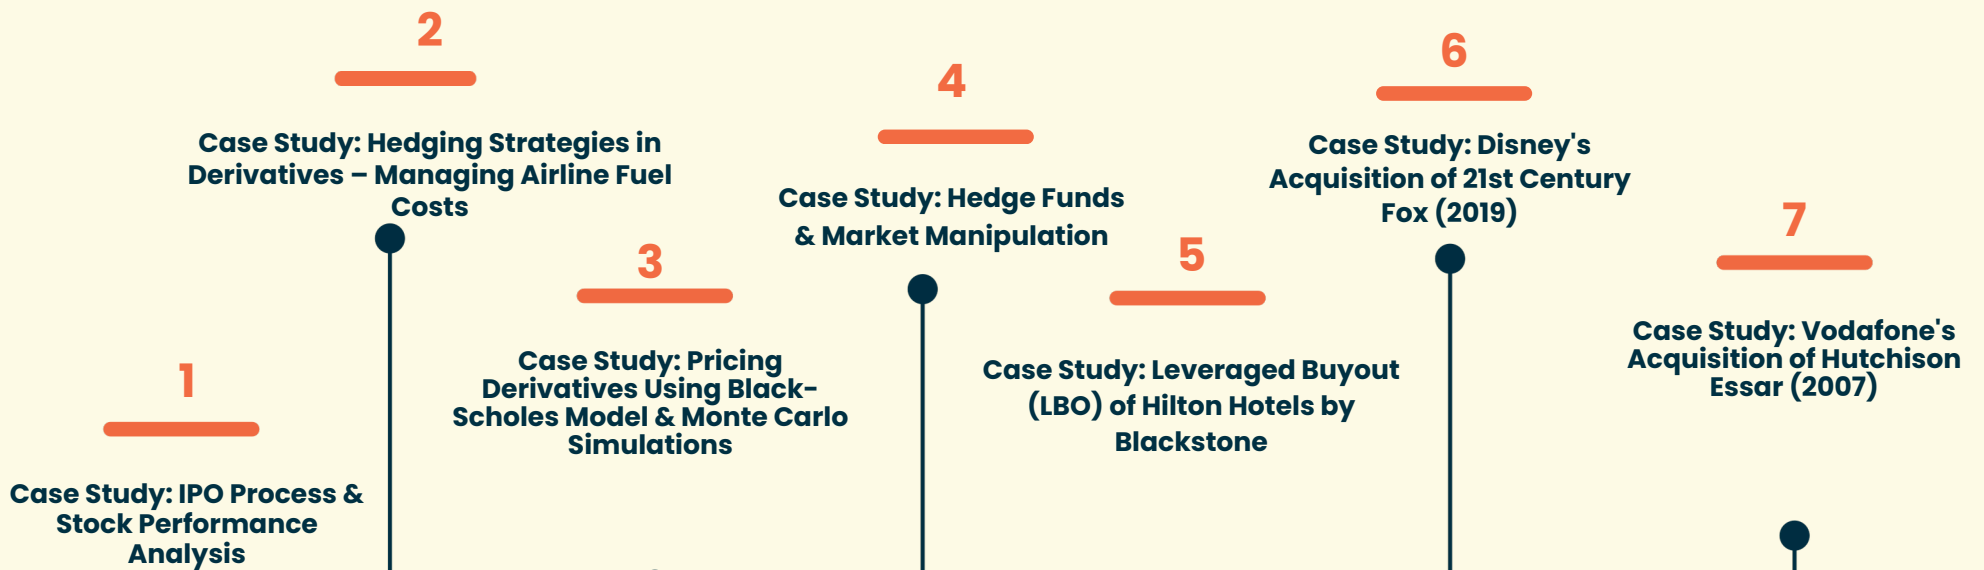 1
Case Study: IPO Process &
Stock Performance
Analysis
2
Case Study: Hedging Strategies in
Derivatives – Managing Airline Fuel
Costs
3
Case Study: Pricing
Derivatives Using Black-
Scholes Model & Monte Carlo
Simulations
4
Case Study: Hedge Funds
& Market Manipulation
5
Case Study: Leveraged Buyout
(LBO) of Hilton Hotels by
Blackstone
6
Case Study: Disney's
Acquisition of 21st Century
Fox (2019)
7
Case Study: Vodafone's
Acquisition of Hutchison
Essar (2007)